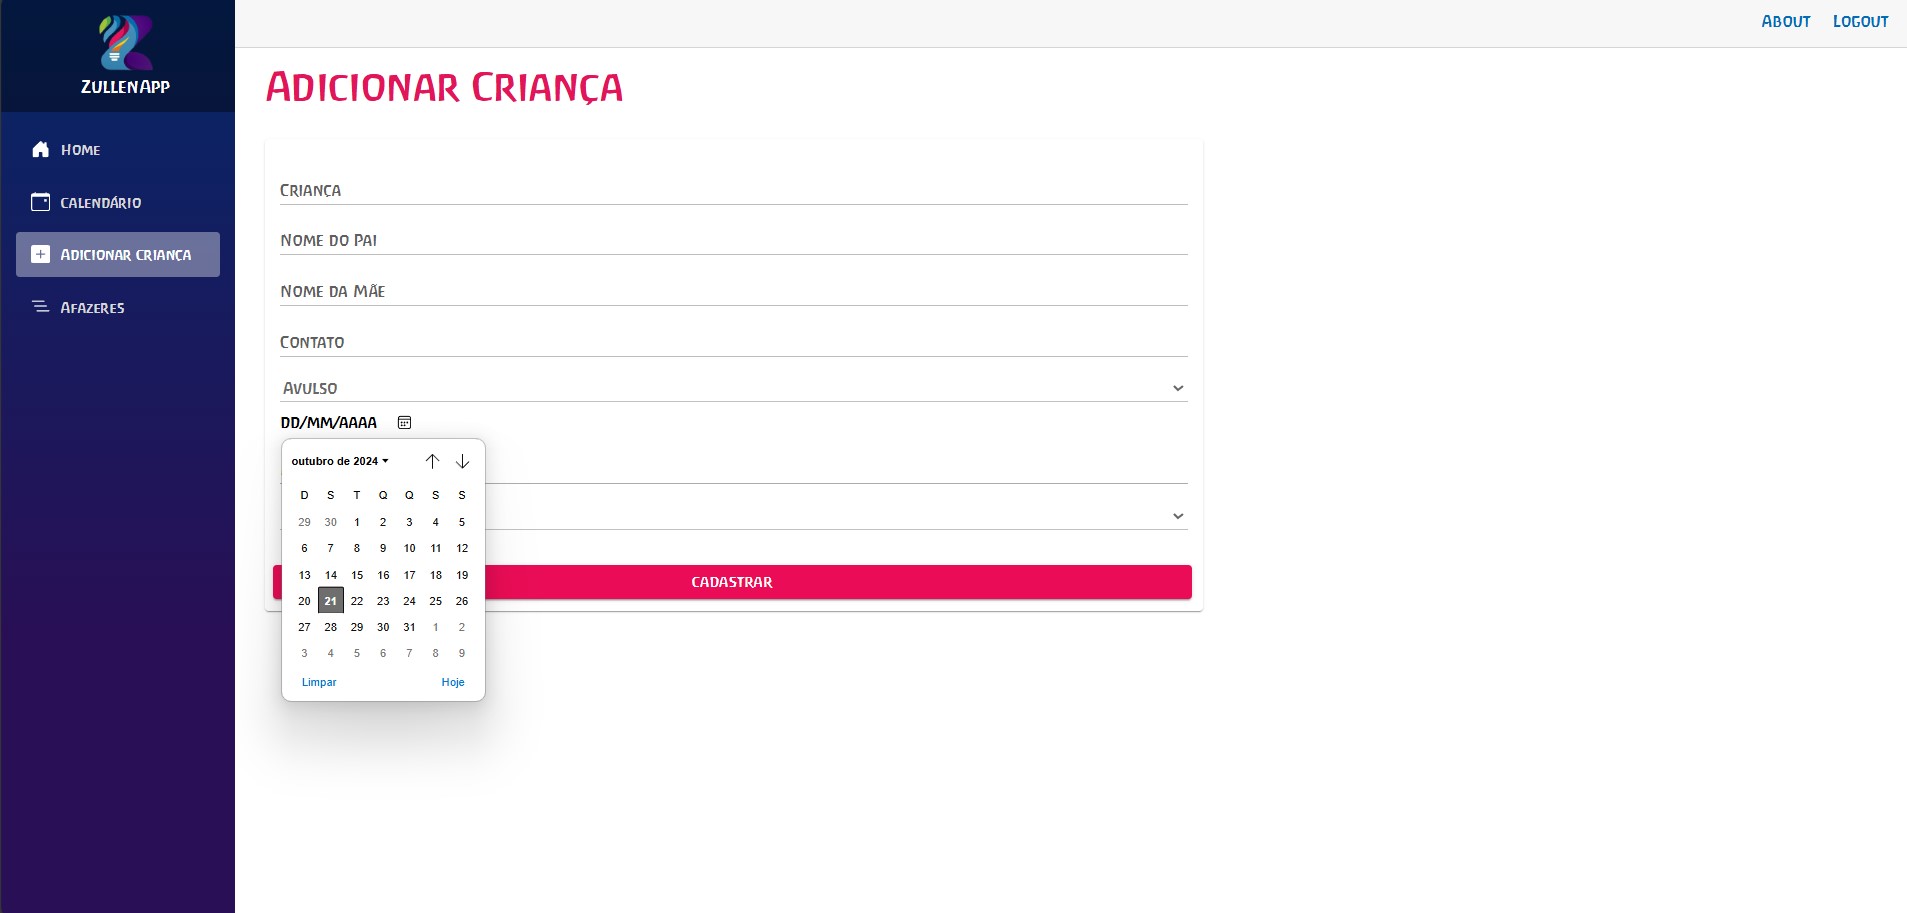 About Logout
ZullenApp
Home
Calendário
Adicionar criança
Afazeres
Adicionar Criança
Criança
Nome do Pai
Nome da Mãe
Contato
Avulso
DD/MM/AAAA
outubro de 2024
D S T Q Q S S
29 30 1 2 3 4 5
6 7 8 9 10 11 12
13 14 15 16 17 18 19
20 21 22 23 24 25 26
27 28 29 30 31 1 2
3 4 5 6 7 8 9
Limpar Hoje
CADASTRAR